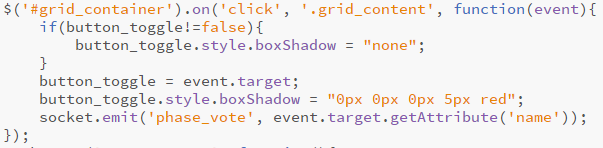 $('#grid_container').on('click', '.grid_content', function(event){
    if(button_toggle!=false){
        button_toggle.style.boxShadow = "none";
    }
    button_toggle = event.target;
    button_toggle.style.boxShadow = "0px 0px 0px 5px red";
    socket.emit('phase_vote', event.target.getAttribute('name'));
});